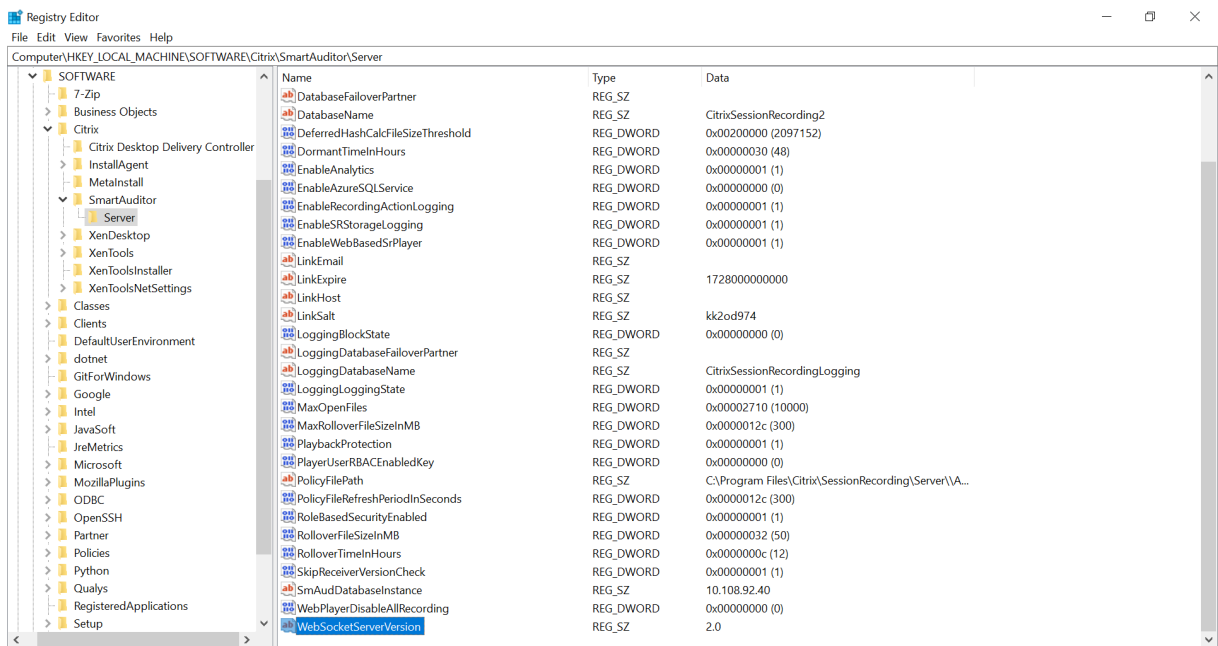 Registry Editor
File Edit View Favorites Help
Computer\HKEY_LOCAL_MACHINE\SOFTWARE\Citrix\SmartAuditor\Server
SOFTWARE
7-Zip
Business Objects
Citrix
Citrix Desktop Delivery Controller
InstallAgent
MetaInstall
SmartAuditor
Server
XenDesktop
XenTools
XenToolsInstaller
XenToolsNetSettings
Classes
Clients
DefaultUserEnvironment
dotnet
GitForWindows
Google
Intel
JavaSoft
JreMetrics
Microsoft
MozillaPlugins
ODBC
OpenSSH
Partner
Policies
Python
Qualys
RegisteredApplications
Setup
Name Type Data
DatabaseFailoverPartner REG_SZ
DatabaseName REG_SZ CitrixSessionRecording2
DeferredHashCalcFileSizeThreshold REG_DWORD 0x00200000 (2097152)
DormantTimeInHours REG_DWORD 0x00000030 (48)
EnableAnalytics REG_DWORD 0x00000001 (1)
EnableAzureSQLService REG_DWORD 0x00000000 (0)
EnableRecordingActionLogging REG_DWORD 0x00000001 (1)
EnableSRStorageLogging REG_DWORD 0x00000001 (1)
EnableWebBasedSrPlayer REG_DWORD 0x00000001 (1)
LinkEmail REG_SZ
LinkExpire REG_SZ 1728000000000
LinkHost REG_SZ
LinkSalt REG_SZ kk2od974
LoggingBlockState REG_DWORD 0x00000000 (0)
LoggingDatabaseFailoverPartner REG_SZ
LoggingDatabaseName REG_SZ CitrixSessionRecordingLogging
LoggingLoggingState REG_DWORD 0x00000001 (1)
MaxOpenFiles REG_DWORD 0x00002710 (10000)
MaxRolloverFileSizeInMB REG_DWORD 0x0000012c (300)
PlaybackProtection REG_DWORD 0x00000001 (1)
PlayerUserRBACEnabledKey REG_DWORD 0x00000000 (0)
PolicyFilePath REG_SZ C:\Program Files\Citrix\SessionRecording\Server\\A...
PolicyFileRefreshPeriodInSeconds REG_DWORD 0x0000012c (300)
RoleBasedSecurityEnabled REG_DWORD 0x00000001 (1)
RolloverFileSizeInMB REG_DWORD 0x00000032 (50)
RolloverTimeInHours REG_DWORD 0x0000000c (12)
SkipReceiverVersionCheck REG_DWORD 0x00000001 (1)
SmAudDatabaseInstance REG_SZ 10.108.92.40
WebPlayerDisableAllRecording REG_DWORD 0x00000000 (0)
WebSocketServerVersion REG_SZ 2.0